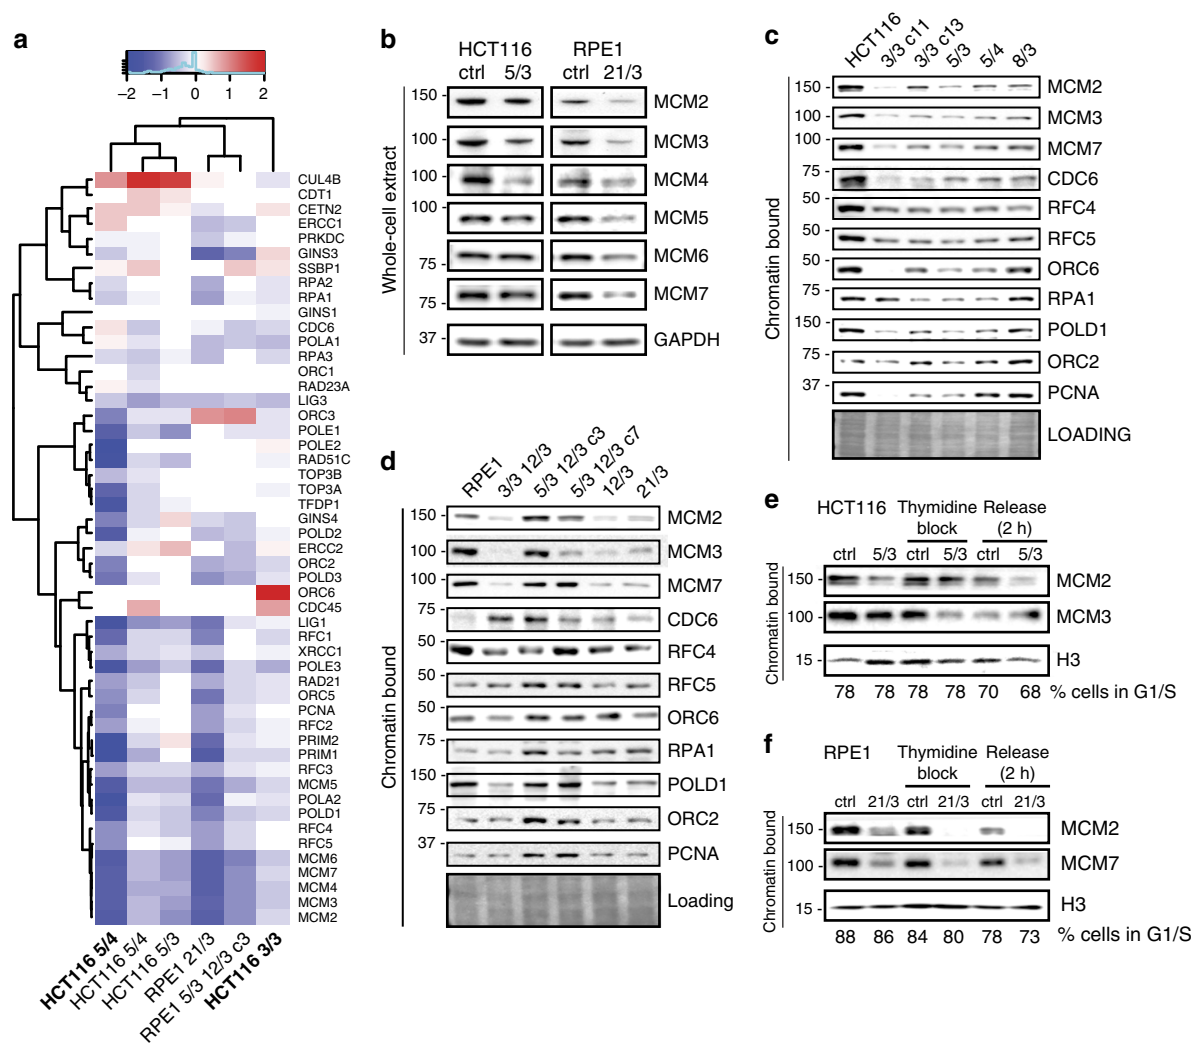 a
−2 −1 0 1 2
CUL4B
CDT1
CETN2
ERCC1
PRKDC
GINS3
SSBP1
RPA2
RPA1
GINS1
CDC6
POLA1
RPA3
ORC1
RAD23A
LIG3
ORC3
POLE1
POLE2
RAD51C
TOP3B
TOP3A
TFDP1
GINS4
POLD2
ERCC2
ORC2
POLD3
ORC6
CDC45
LIG1
RFC1
XRCC1
POLE3
RAD21
ORC5
PCNA
RFC2
PRIM2
PRIM1
RFC3
MCM5
POLA2
POLD1
RFC4
RFC5
MCM6
MCM7
MCM4
MCM3
MCM2
HCT116 5/4
HCT116 5/4
HCT116 5/3
RPE1 21/3
RPE1 5/3 12/3 c3
HCT116 3/3
b
HCT116 RPE1
ctrl 5/3 ctrl 21/3
Whole-cell extract
150 MCM2
100 MCM3
100 MCM4
100 MCM5
75 MCM6
75 MCM7
37 GAPDH
c
HCT116
3/3 c11
3/3 c13
5/3
5/4
8/3
Chromatin bound
150 MCM2
100 MCM3
100 MCM7
75 CDC6
50 RFC4
50 RFC5
50 ORC6
75 RPA1
150 POLD1
75 ORC2
37 PCNA
LOADING
d
RPE1
3/3 12/3
5/3 12/3 c3
5/3 12/3 c7
12/3
21/3
Chromatin bound
150 MCM2
100 MCM3
100 MCM7
75 CDC6
50 RFC4
50 RFC5
50 ORC6
75 RPA1
150 POLD1
75 ORC2
37 PCNA
Loading
e
HCT116 Thymidine block Release (2 h)
ctrl 5/3 ctrl 5/3 ctrl 5/3
Chromatin bound
150 MCM2
100 MCM3
15 H3
78 78 78 78 70 68 % cells in G1/S
f
RPE1 Thymidine block Release (2 h)
ctrl 21/3 ctrl 21/3 ctrl 21/3
Chromatin bound
150 MCM2
100 MCM7
15 H3
88 86 84 80 78 73 % cells in G1/S